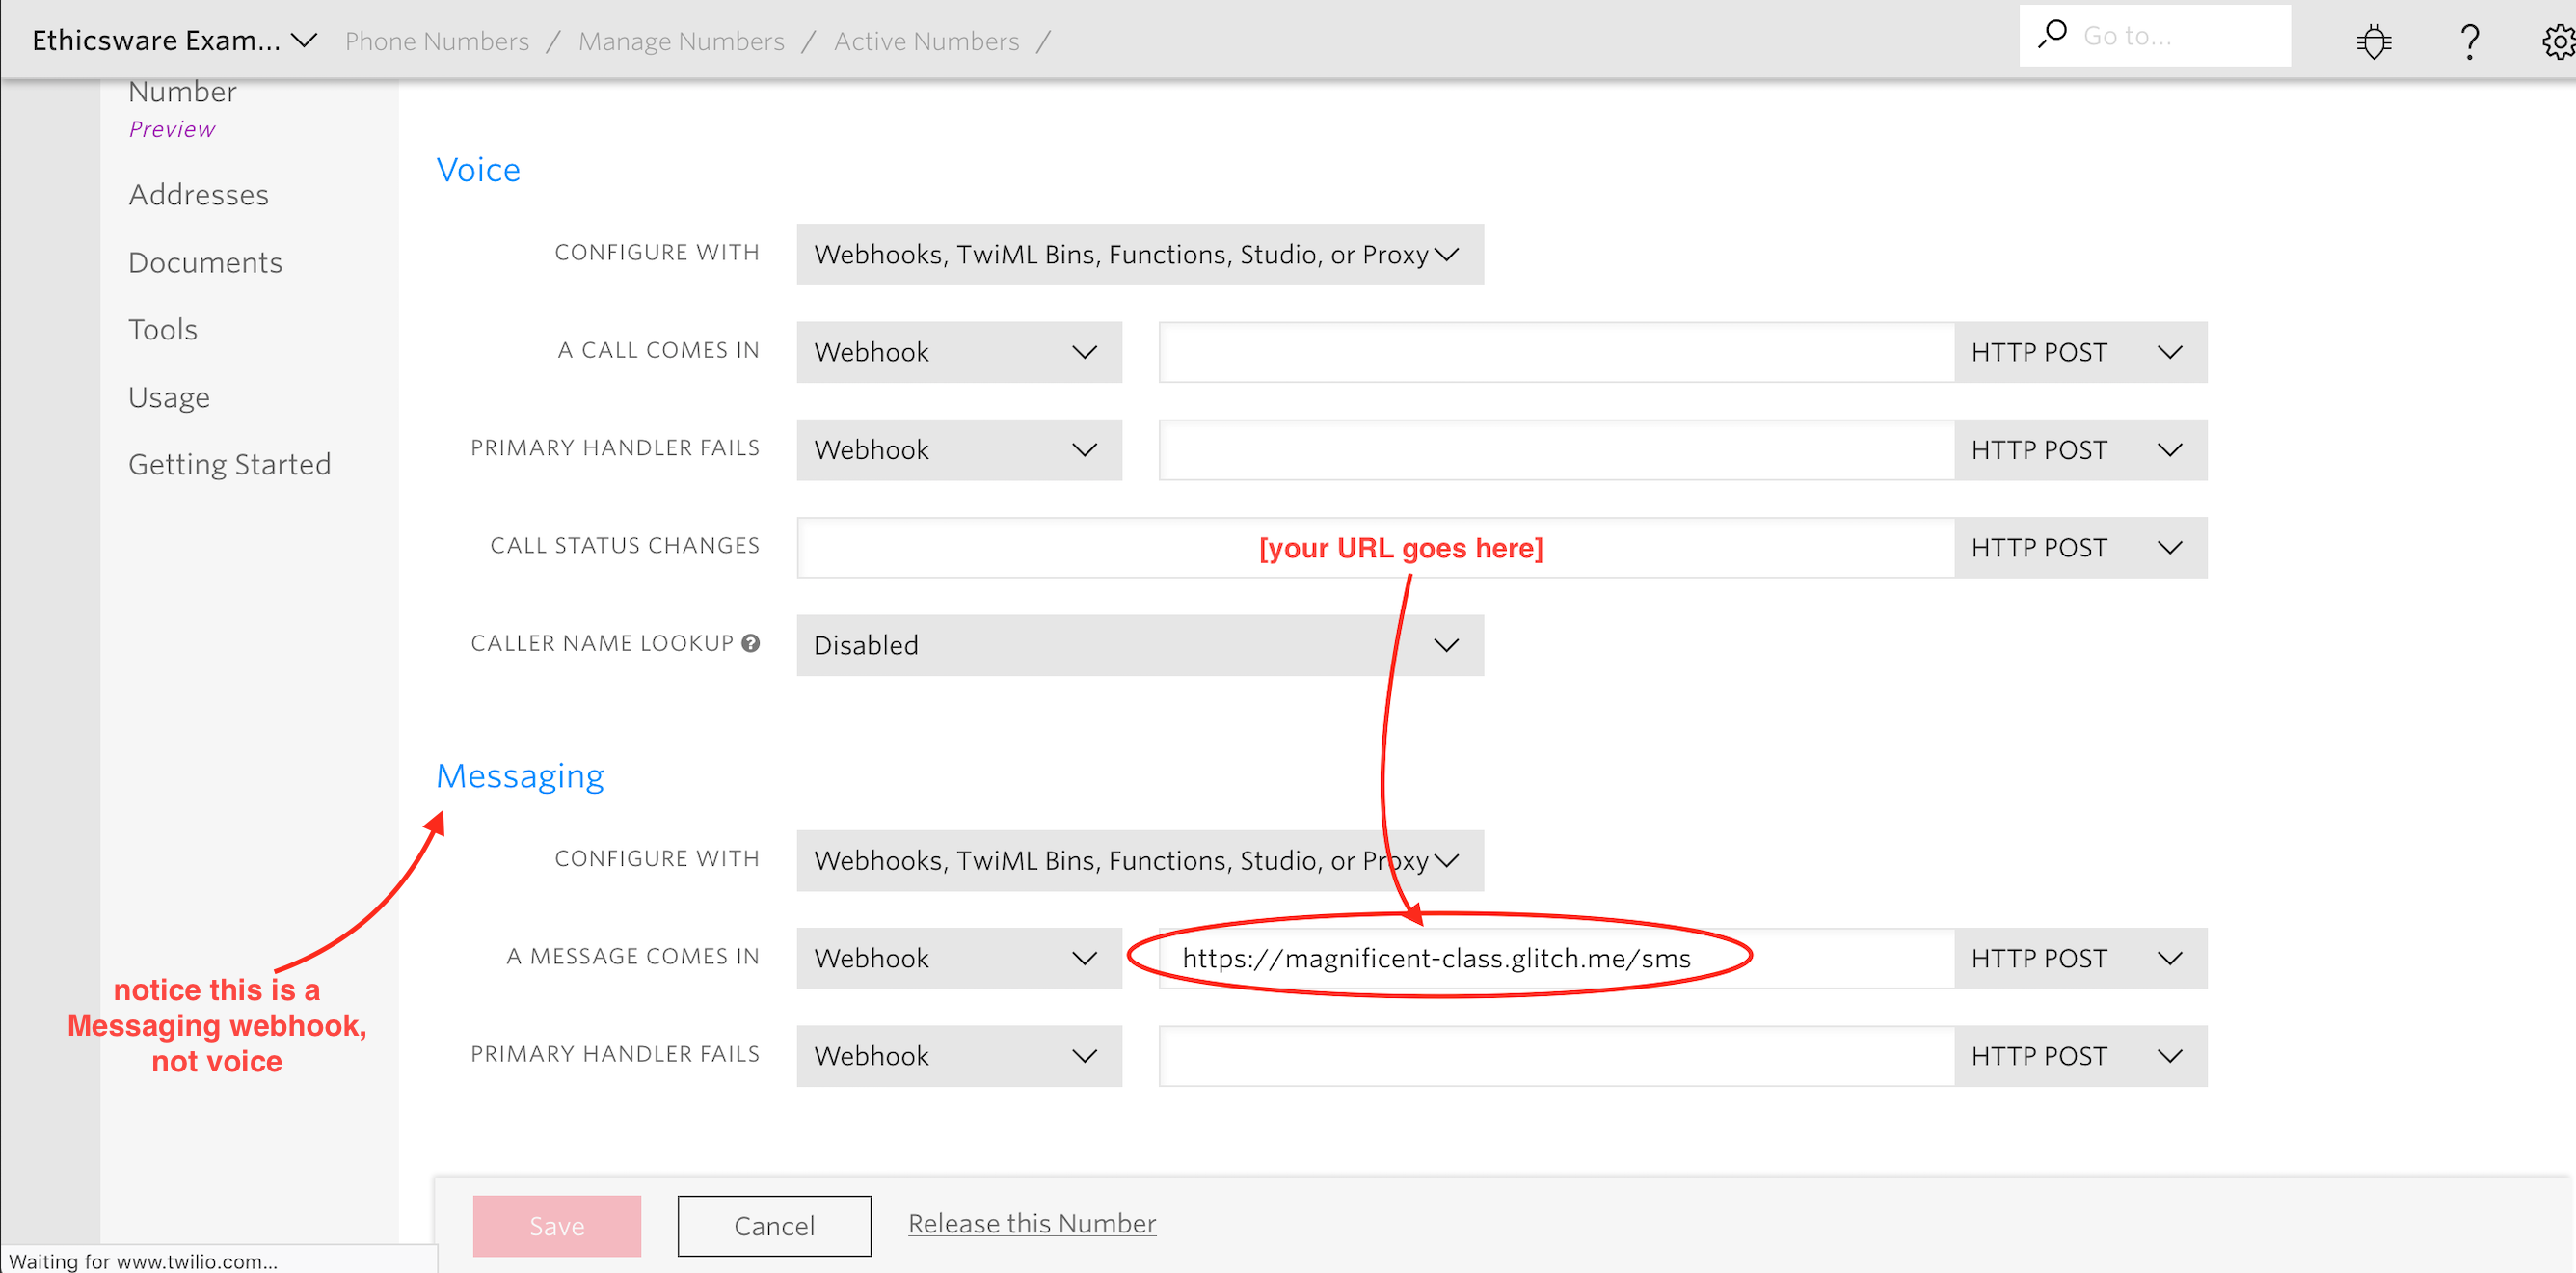 Ethicsware Exam... Phone Numbers / Manage Numbers / Active Numbers / Go to... ?
Number
Preview
Addresses
Documents
Tools
Usage
Getting Started
Voice
CONFIGURE WITH Webhooks, TwiML Bins, Functions, Studio, or Proxy
A CALL COMES IN Webhook HTTP POST
PRIMARY HANDLER FAILS Webhook HTTP POST
CALL STATUS CHANGES [your URL goes here] HTTP POST
CALLER NAME LOOKUP ? Disabled
Messaging
CONFIGURE WITH Webhooks, TwiML Bins, Functions, Studio, or Proxy
A MESSAGE COMES IN Webhook https://magnificent-class.glitch.me/sms HTTP POST
PRIMARY HANDLER FAILS Webhook HTTP POST
notice this is a
Messaging webhook,
not voice
Save Cancel Release this Number
Waiting for www.twilio.com...